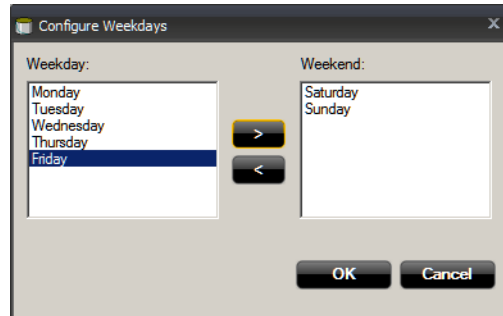 Configure Weekdays
x
Weekday:
Weekend:
Monday
Tuesday
Wednesday
Thursday
Friday
Saturday
Sunday
>
<
OK
Cancel